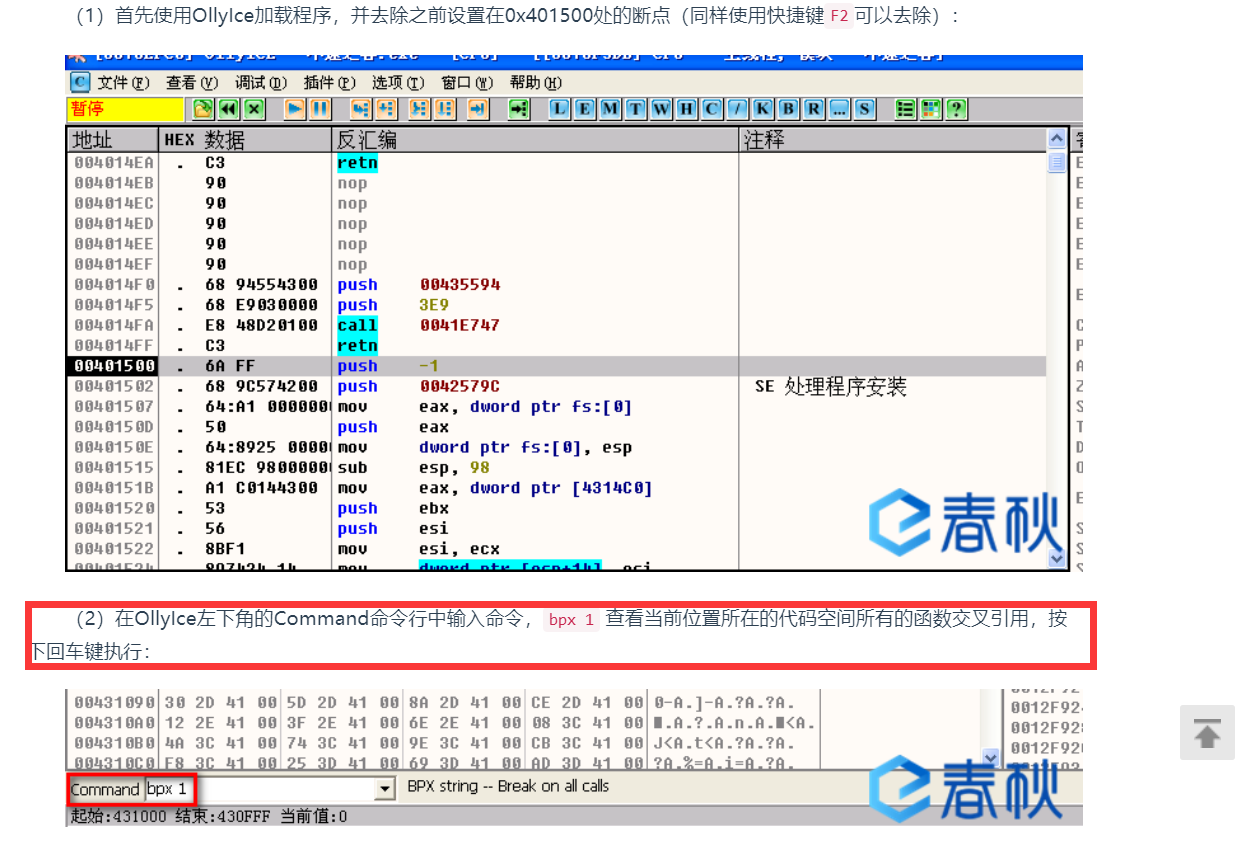 （1）首先使用OllyIce加载程序，并去除之前设置在0x401500处的断点（同样使用快捷键 F2 可以去除）：
C 文件(F) 查看(V) 调试(D) 插件(P) 选项(T) 窗口(W) 帮助(H)
暂停 L E M T W H C / K B R ... S ?
地址 HEX 数据 反汇编 注释
004014EA . C3 retn
004014EB 90 nop
004014EC 90 nop
004014ED 90 nop
004014EE 90 nop
004014EF 90 nop
004014F0 . 68 94554300 push 00435594
004014F5 . 68 E9030000 push 3E9
004014FA . E8 48D20100 call 0041E747
004014FF . C3 retn
00401500 . 6A FF push -1
00401502 . 68 9C574200 push 0042579C SE 处理程序安装
00401507 . 64:A1 000000 mov eax, dword ptr fs:[0]
0040150D . 50 push eax
0040150E . 64:8925 0000 mov dword ptr fs:[0], esp
00401515 . 81EC 9800000 sub esp, 98
0040151B . A1 C0144300 mov eax, dword ptr [4314C0]
00401520 . 53 push ebx
00401521 . 56 push esi
00401522 . 8BF1 mov esi, ecx
春秋
（2）在OllyIce左下角的Command命令行中输入命令， bpx 1 查看当前位置所在的代码空间所有的函数交叉引用，按
下回车键执行：
00431090 30 2D 41 00 5D 2D 41 00 8A 2D 41 00 CE 2D 41 00 0-A.]-A.?A.?A.
004310A0 12 2E 41 00 3F 2E 41 00 6E 2E 41 00 08 3C 41 00 ■.A.?.A.n.A.■<A.
004310B0 4A 3C 41 00 74 3C 41 00 9E 3C 41 00 CB 3C 41 00 J<A.t<A.?A.?A.
004310C0 F8 3C 41 00 25 3D 41 00 69 3D 41 00 AD 3D 41 00 ?A.%=A.i=A.?A.
Command bpx 1 BPX string -- Break on all calls
起始:431000 结束:430FFF 当前值:0
春秋